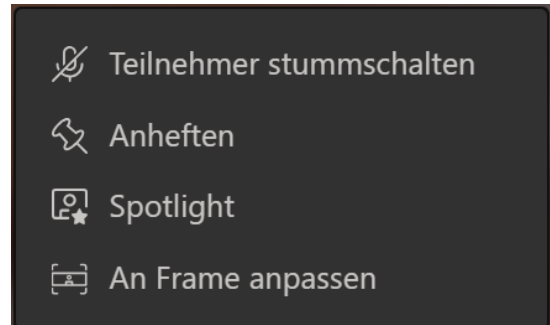 Teilnehmer stummschalten
Anheften
Spotlight
An Frame anpassen